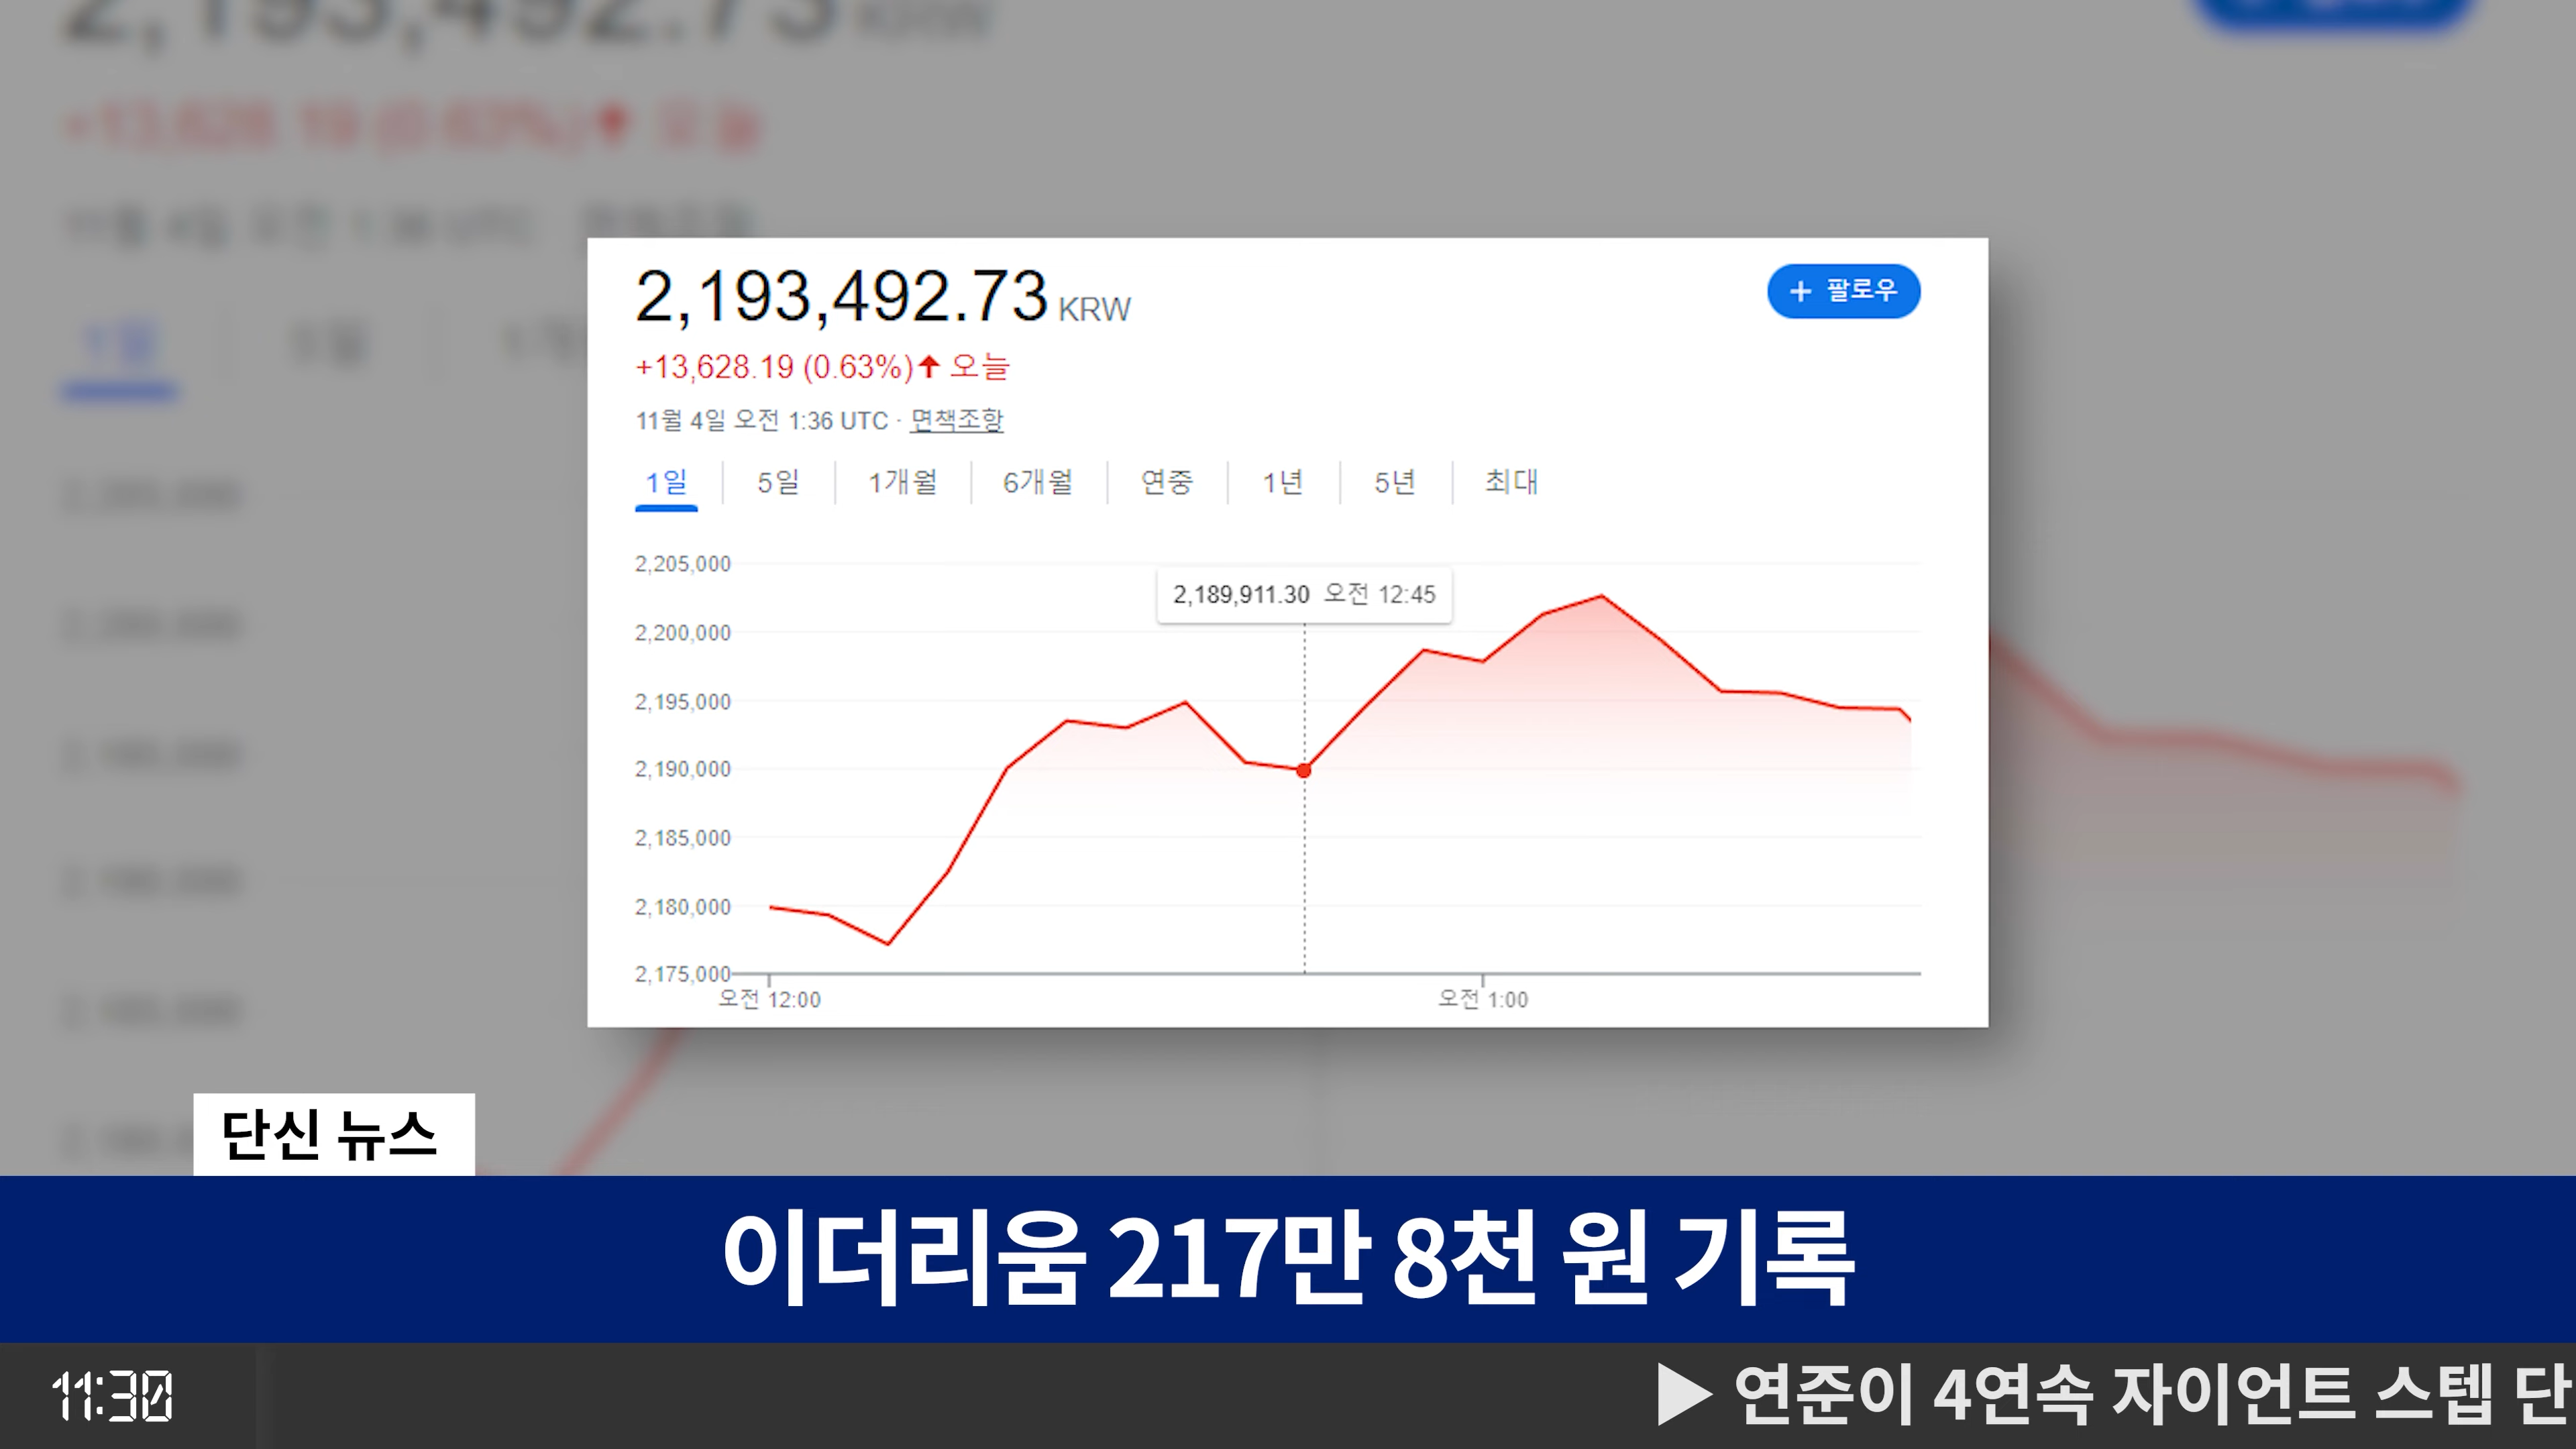 2,193,492.73 KRW
+ 팔로우
+13,628.19 (0.63%) 오늘
11월 4일 오전 1:36 UTC · 면책조항
1일 5일 1개월 6개월 연중 1년 5년 최대
2,205,000
2,189,911.30 오전 12:45
2,200,000
2,195,000
2,190,000
2,185,000
2,180,000
2,175,000
오전 12:00 오전 1:00
단신 뉴스
이더리움 217만 8천 원 기록
11:30
▶ 연준이 4연속 자이언트 스텝 단